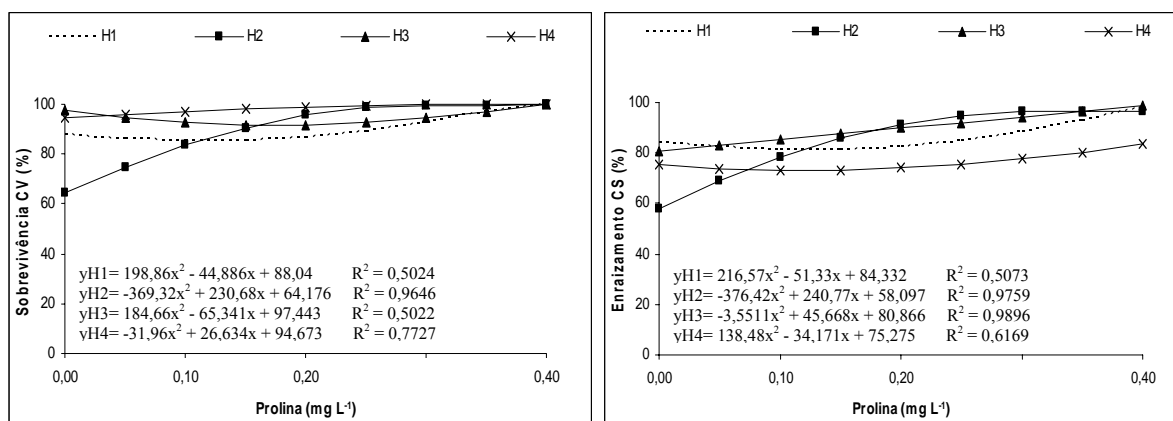 H1 H2 H3 H4
Sobrevivência CV (%)
100
80
60
40
20
0
yH1= 198,86x² - 44,886x + 88,04 R² = 0,5024
yH2= -369,32x² + 230,68x + 64,176 R² = 0,9646
yH3= 184,66x² - 65,341x + 97,443 R² = 0,5022
yH4= -31,96x² + 26,634x + 94,673 R² = 0,7727
0,00 0,10 0,20 0,40
Prolina (mg L⁻¹)
H1 H2 H3 H4
Enraizamento CS (%)
100
80
60
40
20
0
yH1= 216,57x² - 51,33x + 84,332 R² = 0,5073
yH2= -376,42x² + 240,77x + 58,097 R² = 0,9759
yH3= -3,5511x² + 45,668x + 80,866 R² = 0,9896
yH4= 138,48x² - 34,171x + 75,275 R² = 0,6169
0,00 0,10 0,20 0,40
Prolina (mg L⁻¹)